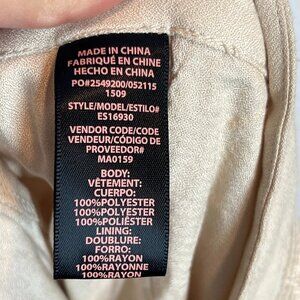 MADE IN CHINA
FABRIQUÉ EN CHINE
HECHO EN CHINA
PO#2549200/052115
1509
STYLE/MODEL/ESTILO#
ES16930
VENDOR CODE/CODE
VENDEUR/CÓDIGO DE
PROVEEDOR#
MA0159
BODY:
VÊTEMENT:
CUERPO:
100%POLYESTER
100%POLYESTER
100%POLIÉSTER
LINING:
DOUBLURE:
FORRO:
100%RAYON
100%RAYONNE
100%RAYON